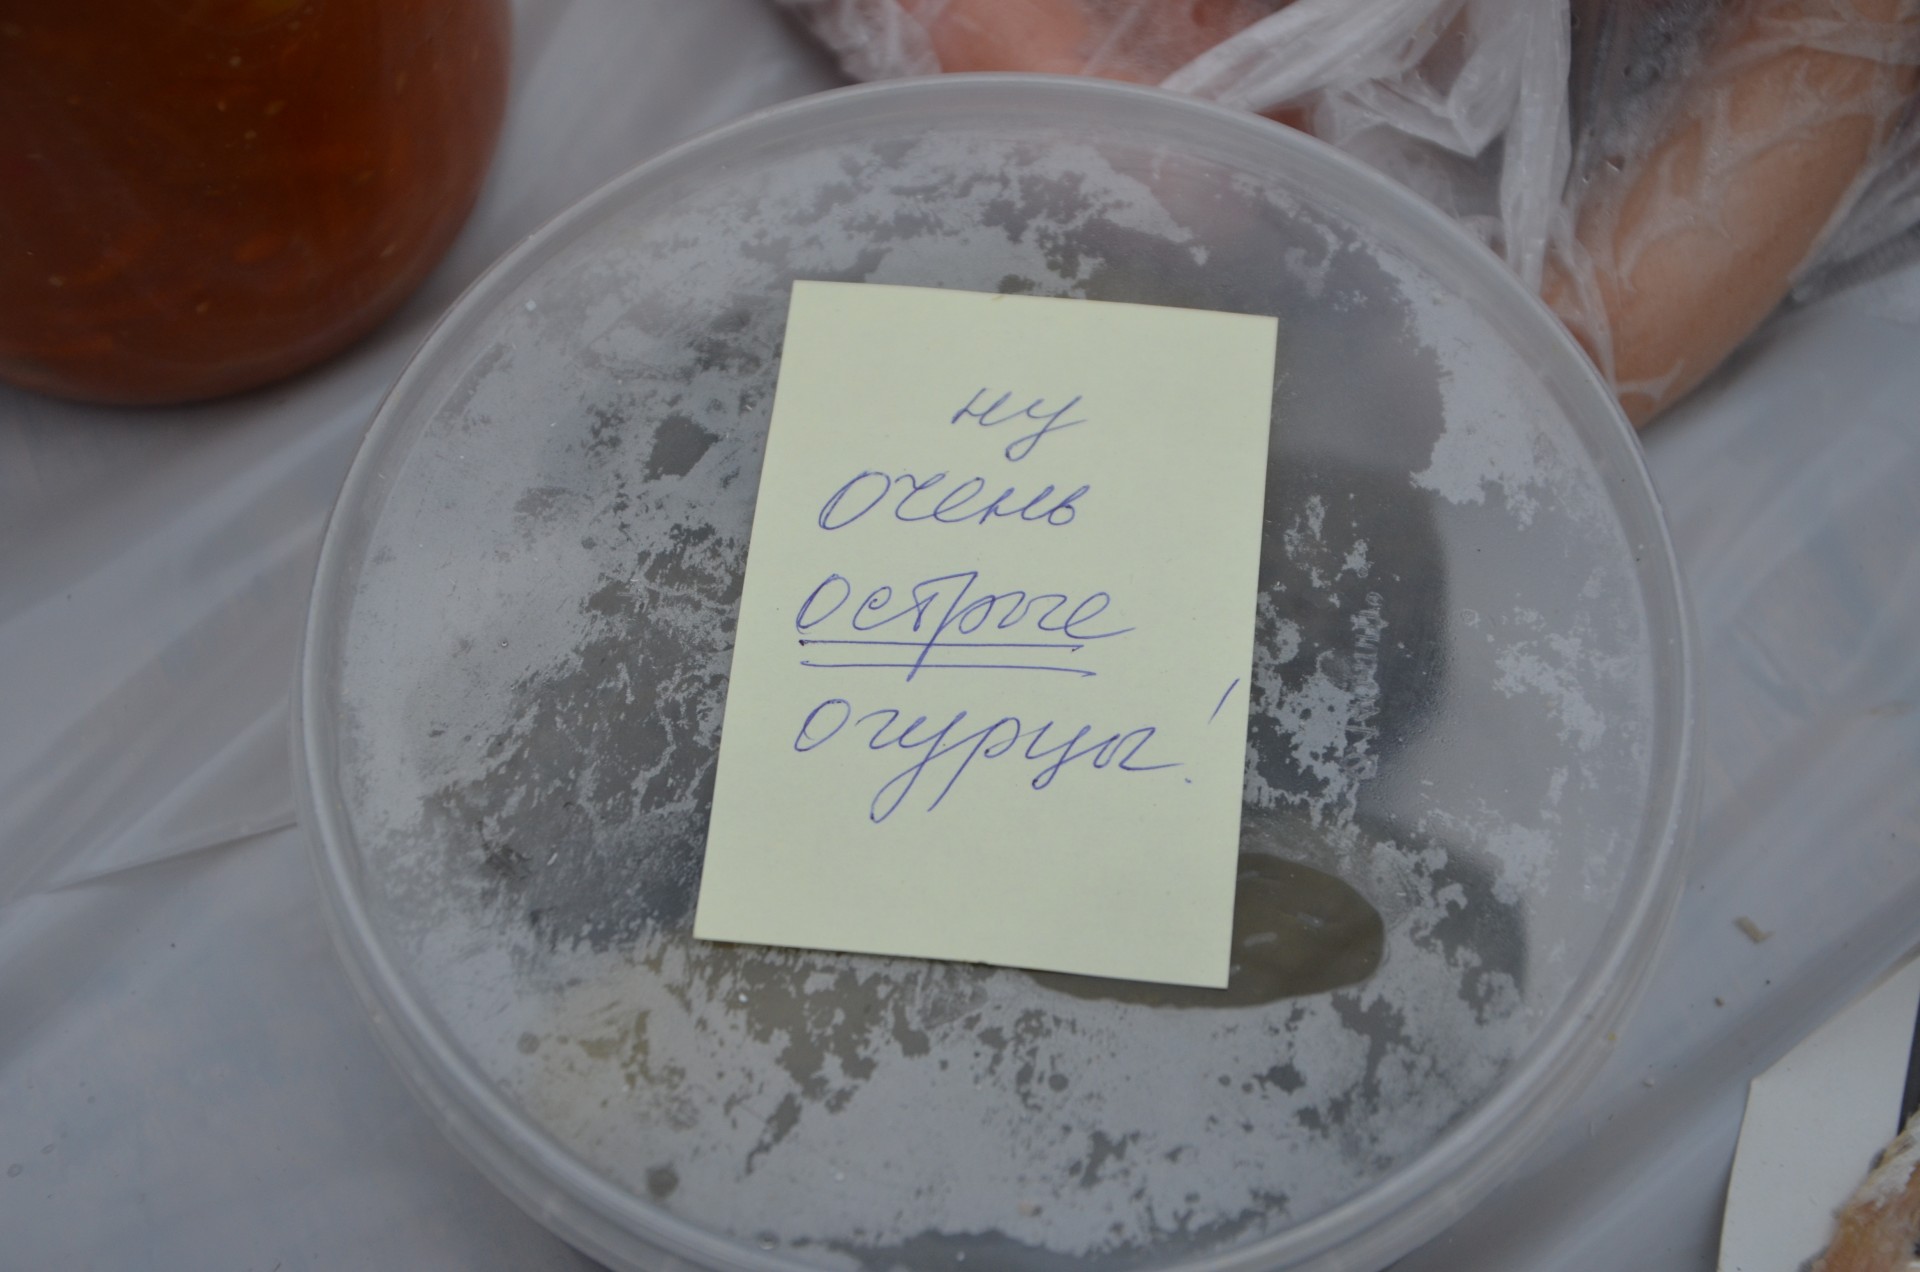 ну
очень
острые
огурцы!